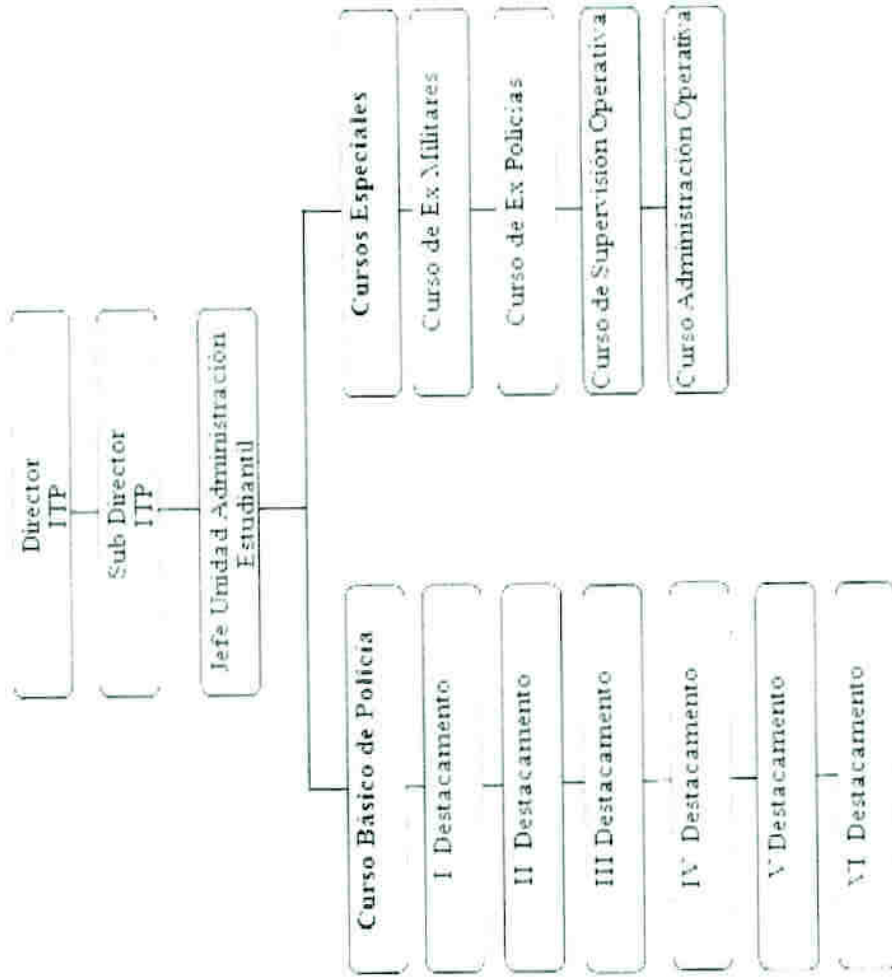 Director
ITP
Sub Director
ITP
Jefe Unidad Administración
Estudiantil
Curso Básico de Policía
I Destacamento
II Destacamento
III Destacamento
IV Destacamento
V Destacamento
VI Destacamento
Cursos Especiales
Curso de Ex Militares
Curso de Ex Policías
Curso de Supervisión Operativa
Curso Administración Operativa